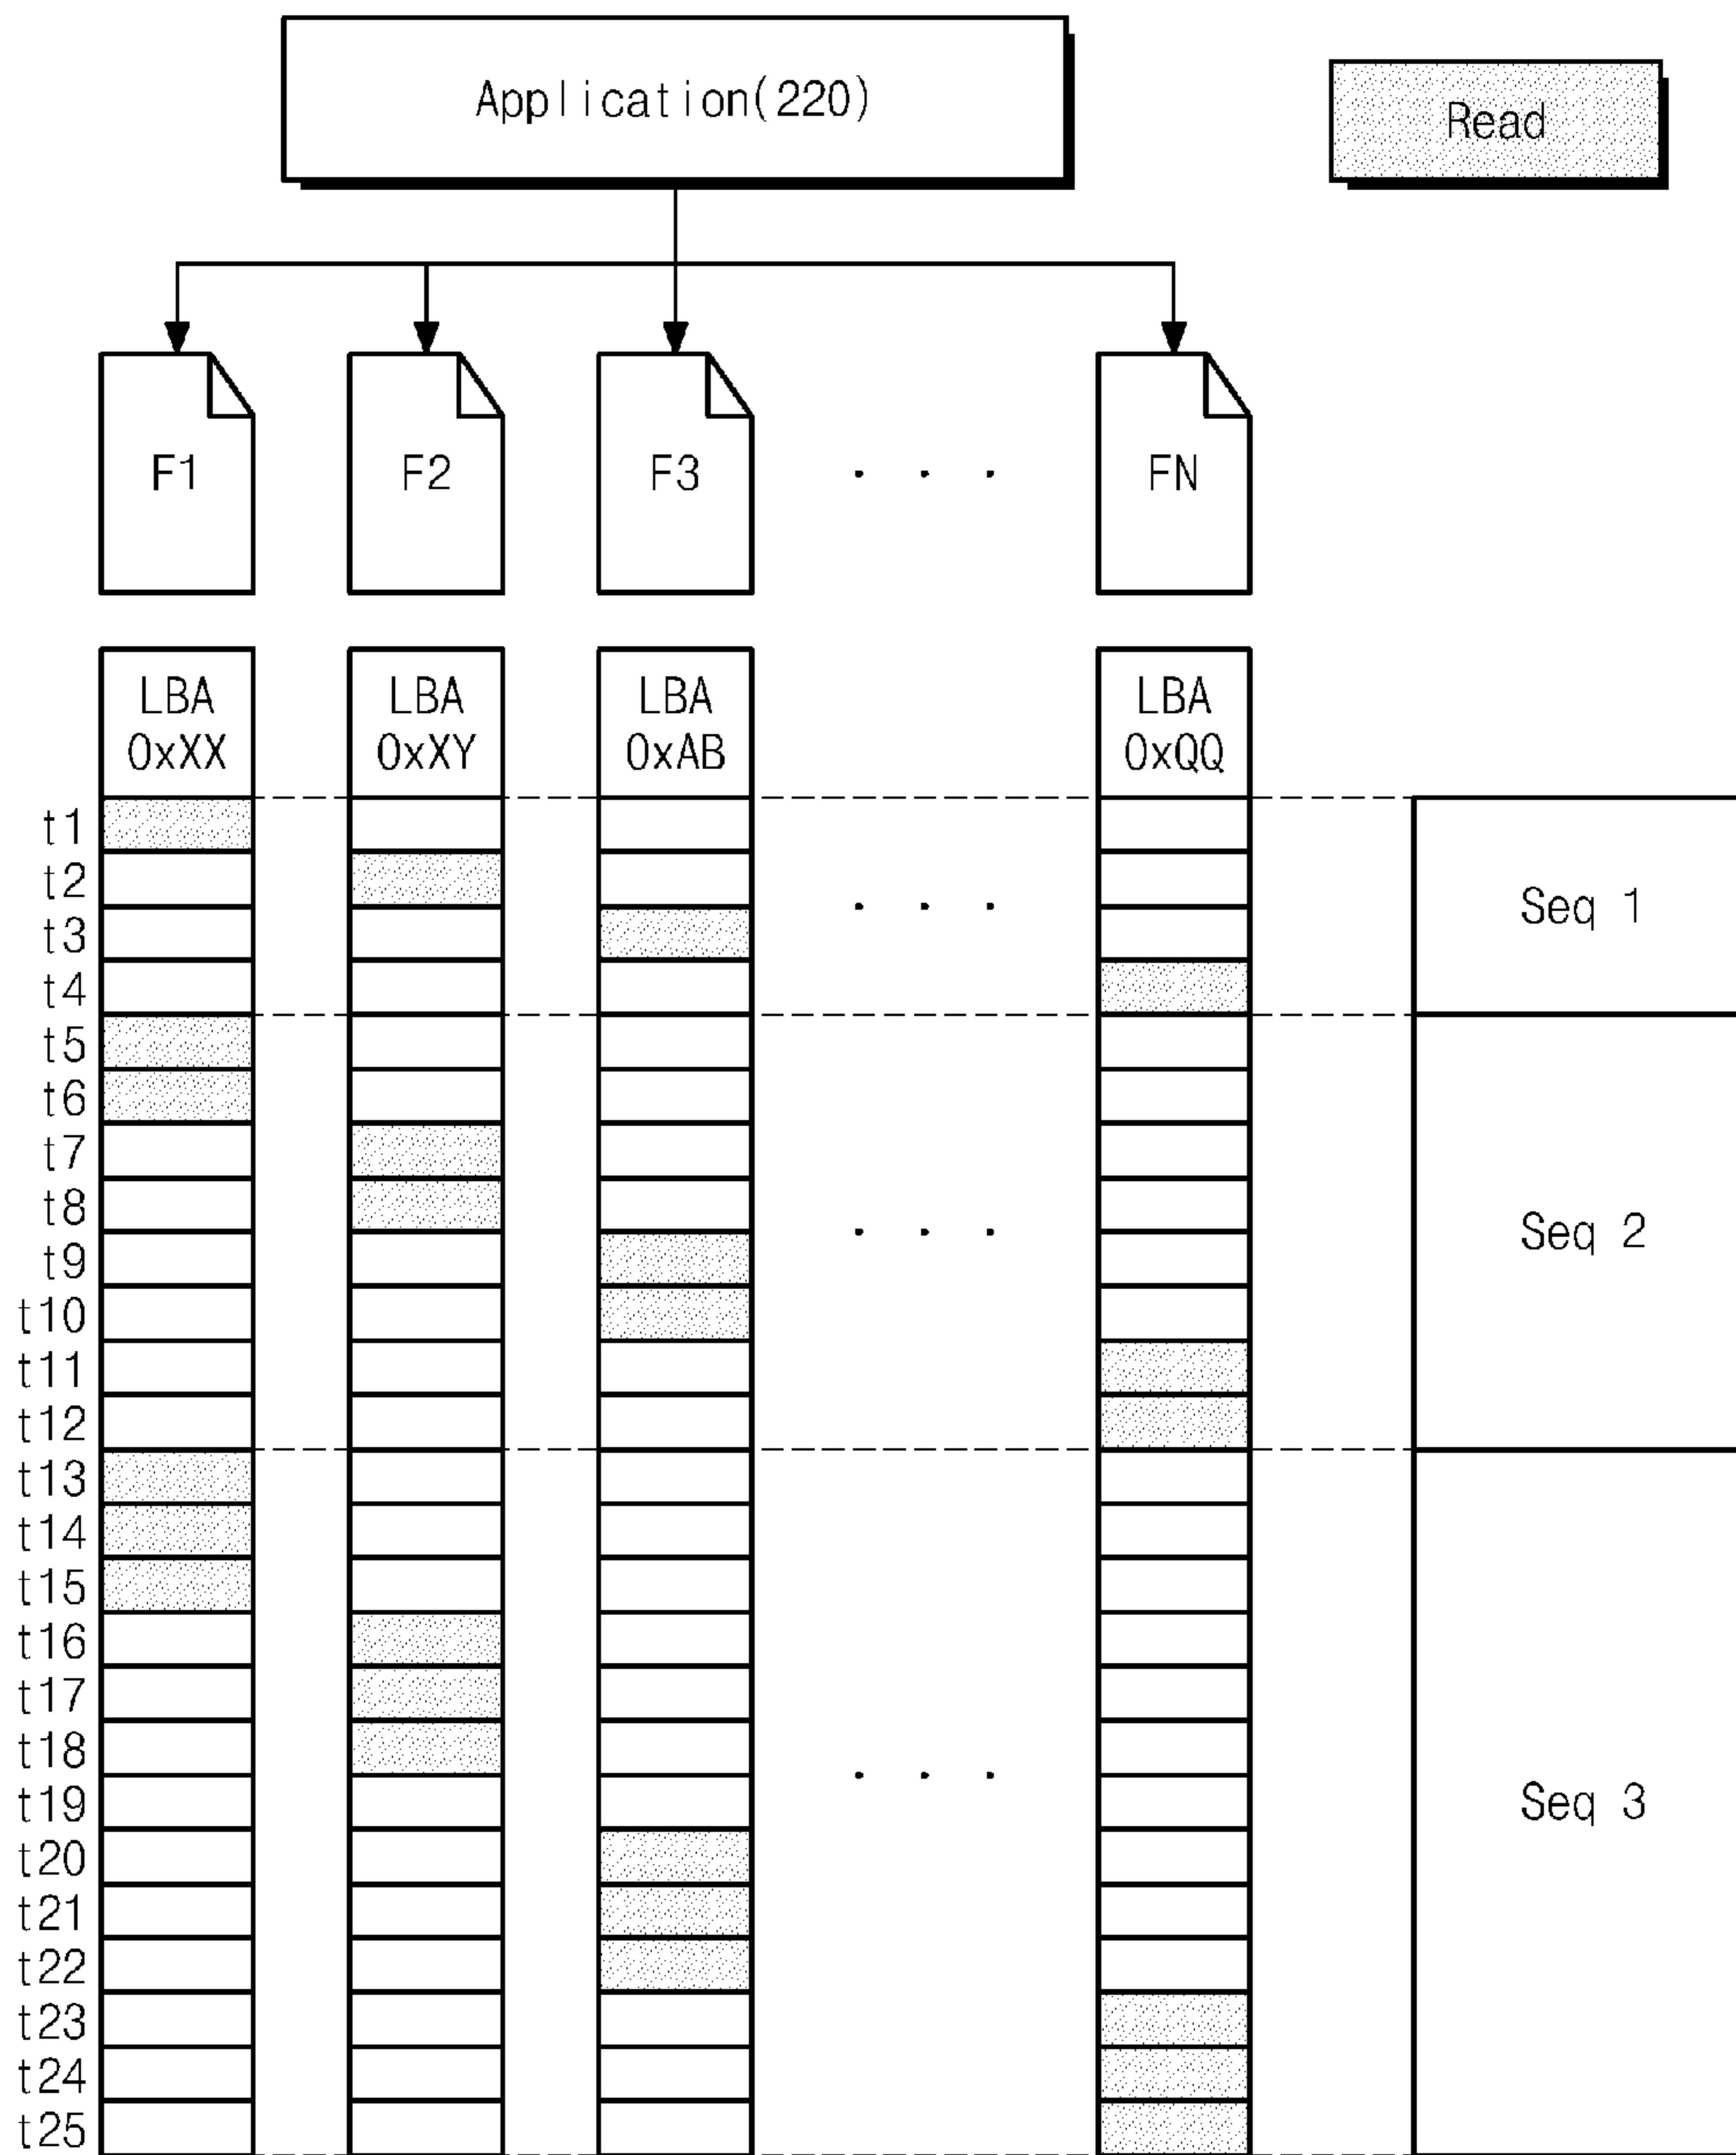 Application(220)
Read
F1 F2 F3 . . . FN
LBA LBA LBA LBA
0xXX 0xXY 0xAB 0xQQ
t1
t2
. . . Seq 1
t3
t4
t5
t6
t7
t8
. . . Seq 2
t9
t10
t11
t12
t13
t14
t15
t16
t17
t18
. . .
t19
Seq 3
t20
t21
t22
t23
t24
t25